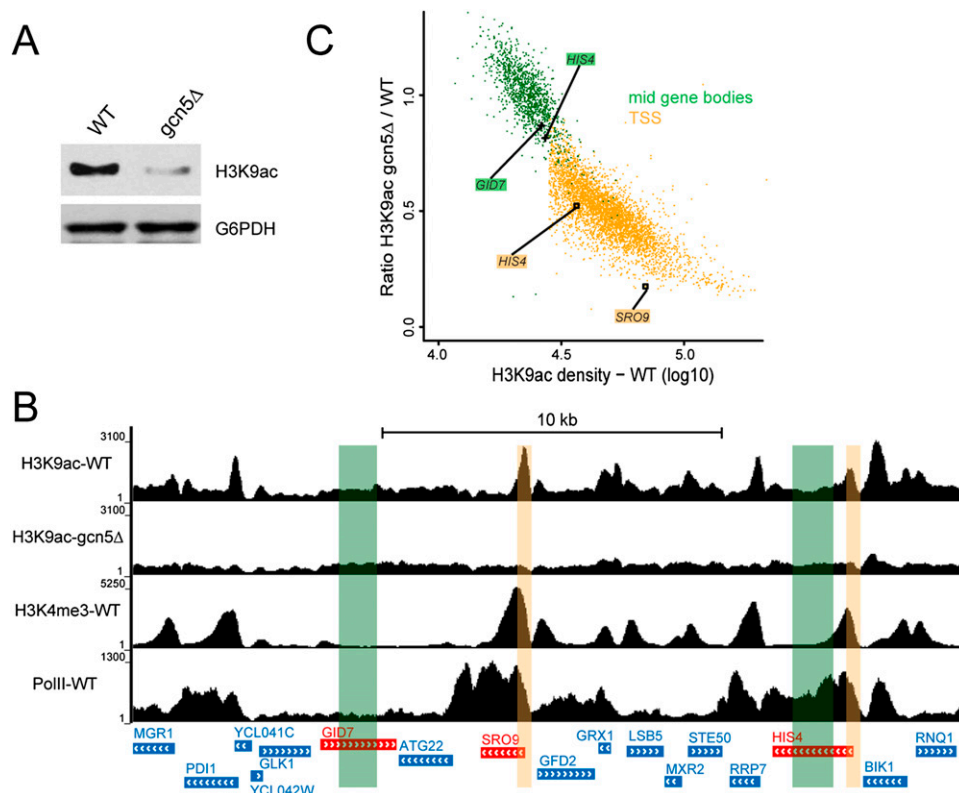 A
WT
gcn5Δ
H3K9ac
G6PDH
C
Ratio H3K9ac gcn5Δ / WT
1.0
0.5
0.0
HIS4
mid gene bodies
TSS
GID7
HIS4
SRO9
4.0
4.5
5.0
H3K9ac density – WT (log10)
B
10 kb
3100
H3K9ac-WT
1
3100
H3K9ac-gcn5Δ
1
5250
H3K4me3-WT
1
1300
PolII-WT
1
MGR1
YCL041C
GID7
SRO9
GRX1
LSB5
STE50
HIS4
RNQ1
PDI1
GLK1
ATG22
GFD2
MXR2
RRP7
BIK1
YCL042W